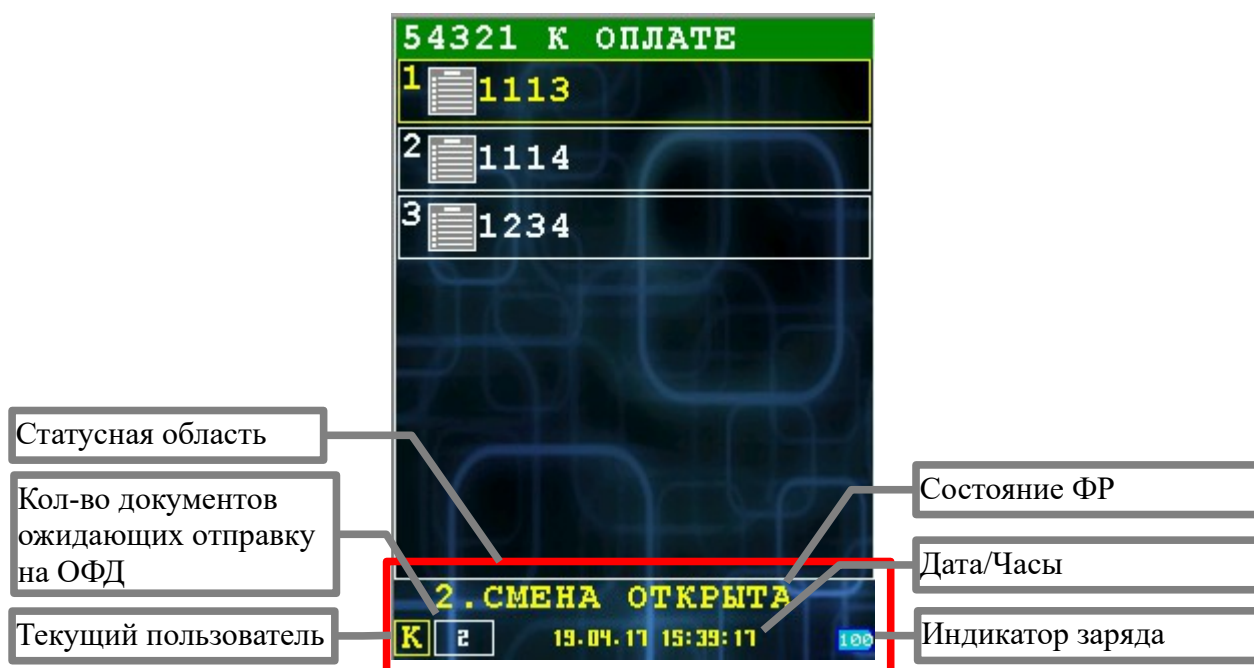 54321 К ОПЛАТЕ
1 1113
2 1114
3 1234
Статусная область
Кол-во документов
ожидающих отправку
на ОФД
Текущий пользователь
Состояние ФР
Дата/Часы
Индикатор заряда
2.СМЕНА ОТКРЫТА
К 2 19.04.17 15:39:17 100